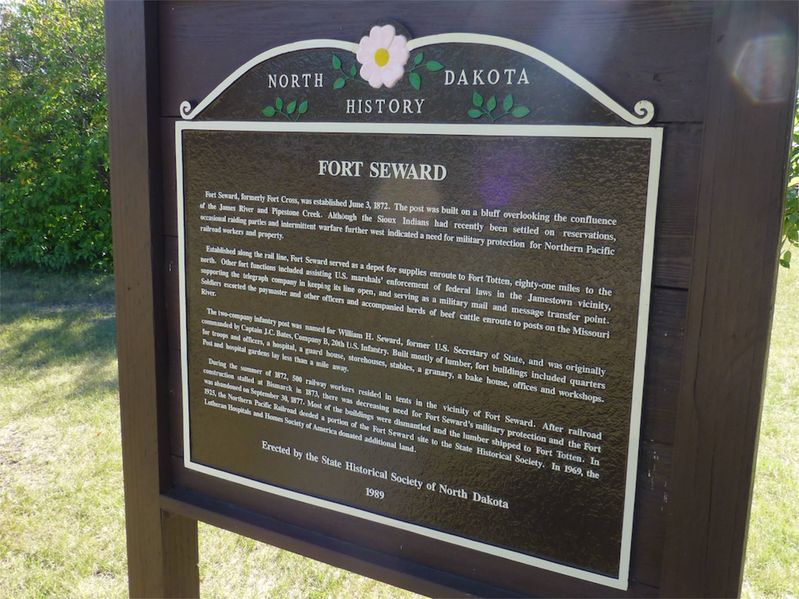 NORTH DAKOTA
HISTORY
FORT SEWARD
Fort Seward, formerly Fort Cross, was established June 3, 1872. The post was built on a bluff overlooking the confluence
of the James River and Pipestone Creek. Although the Sioux Indians had recently been settled on reservations,
occasional raiding parties and intermittent warfare further west indicated a need for military protection for Northern Pacific
railroad workers and property.
Established along the rail line, Fort Seward served as a depot for supplies enroute to Fort Totten, eighty-one miles to the
north. Other fort functions included assisting U.S. marshals' enforcement of federal laws in the Jamestown vicinity,
supporting the telegraph company in keeping its line open, and serving as a military mail and message transfer point.
Soldiers escorted the paymaster and other officers and accompanied herds of beef cattle enroute to posts on the Missouri
River.
The two-company infantry post was named for William H. Seward, former U.S. Secretary of State, and was originally
commanded by Captain J.C. Bates, Company B, 20th U.S. Infantry. Built mostly of lumber, fort buildings included quarters
for troops and officers, a hospital, a guard house, storehouses, stables, a granary, a bake house, offices and workshops.
Post and hospital gardens lay less than a mile away.
During the summer of 1872, 500 railway workers resided in tents in the vicinity of Fort Seward. After railroad
construction stalled at Bismarck in 1873, there was decreasing need for Fort Seward's military protection and the Fort
was abandoned on September 30, 1877. Most of the buildings were dismantled and the lumber shipped to Fort Totten. In
1925, the Northern Pacific Railroad deeded a portion of the Fort Seward site to the State Historical Society. In 1969, the
Lutheran Hospitals and Homes Society of America donated additional land.
Erected by the State Historical Society of North Dakota
1989